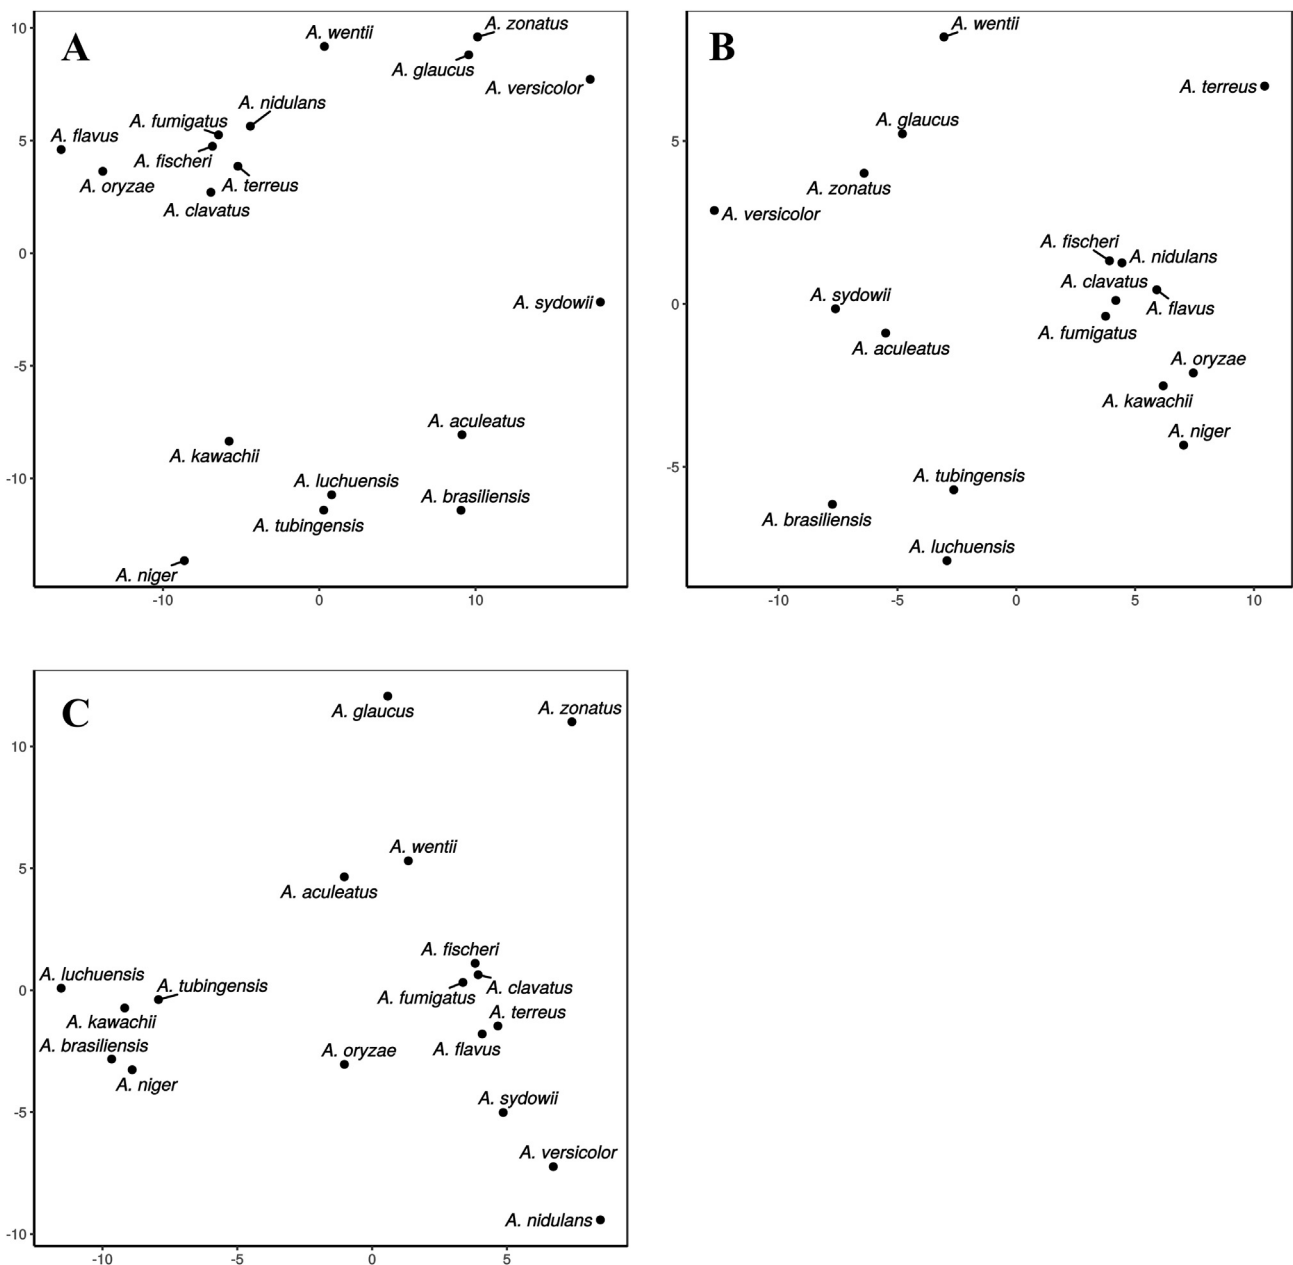 A
10
5
0
-5
-10
-10
0
10
A. wentii
A. zonatus
A. glaucus
A. versicolor
A. nidulans
A. fumigatus
A. flavus
A. fischeri
A. oryzae
A. terreus
A. clavatus
A. sydowii
A. aculeatus
A. kawachii
A. luchuensis
A. brasiliensis
A. tubingensis
A. niger
B
5
0
-5
-10
-5
0
5
10
A. wentii
A. terreus
A. glaucus
A. zonatus
A. versicolor
A. fischeri
A. nidulans
A. clavatus
A. sydowii
A. flavus
A. fumigatus
A. aculeatus
A. oryzae
A. kawachii
A. niger
A. tubingensis
A. brasiliensis
A. luchuensis
C
10
5
0
-5
-10
-10
-5
0
5
A. glaucus
A. zonatus
A. wentii
A. aculeatus
A. fischeri
A. luchuensis
A. tubingensis
A. clavatus
A. fumigatus
A. terreus
A. kawachii
A. brasiliensis
A. oryzae
A. flavus
A. niger
A. sydowii
A. versicolor
A. nidulans